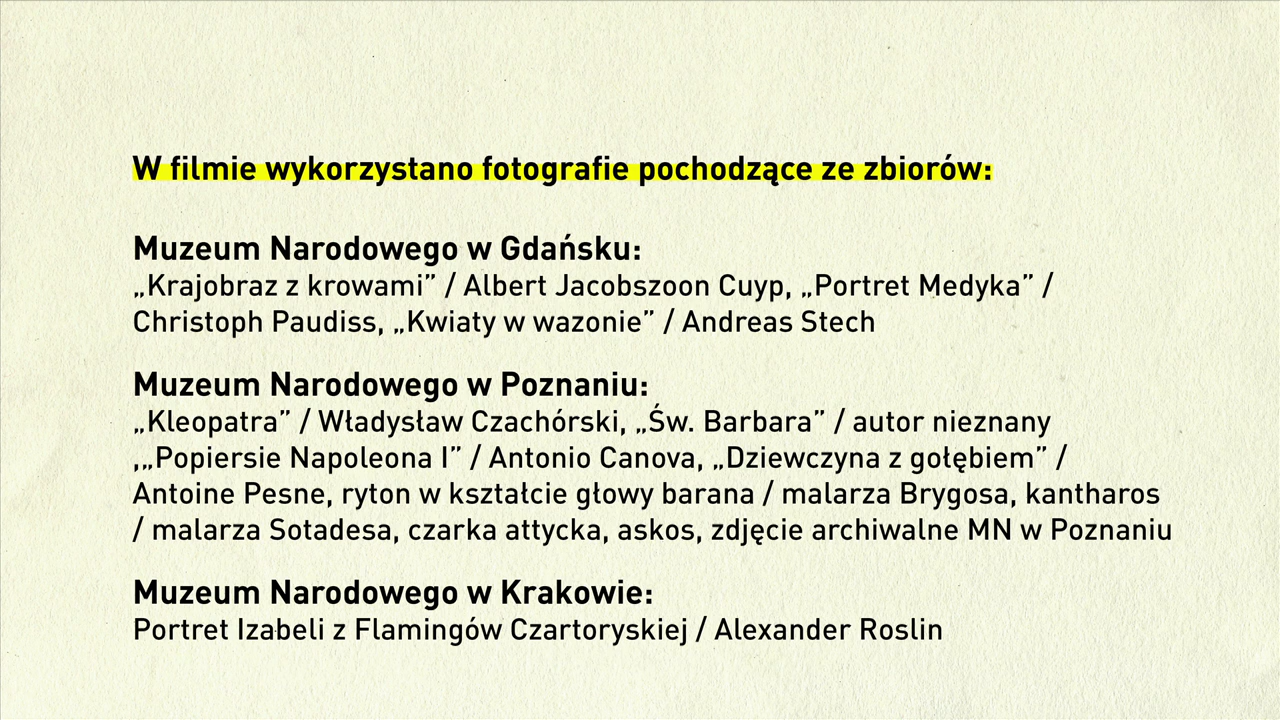 W filmie wykorzystano fotografie pochodzące ze zbiorów:
Muzeum Narodowego w Gdańsku:
„Krajobraz z krowami” / Albert Jacobszoon Cuyp, „Portret Medyka” /
Christoph Paudiss, „Kwiaty w wazonie” / Andreas Stech
Muzeum Narodowego w Poznaniu:
„Kleopatra” / Władysław Czachórski, „Św. Barbara” / autor nieznany
,„Popiersie Napoleona I” / Antonio Canova, „Dziewczyna z gołębiem” /
Antoine Pesne, ryton w kształcie głowy barana / malarza Brygosa, kantharos
/ malarza Sotadesa, czarka attycka, askos, zdjęcie archiwalne MN w Poznaniu
Muzeum Narodowego w Krakowie:
Portret Izabeli z Flamingów Czartoryskiej / Alexander Roslin